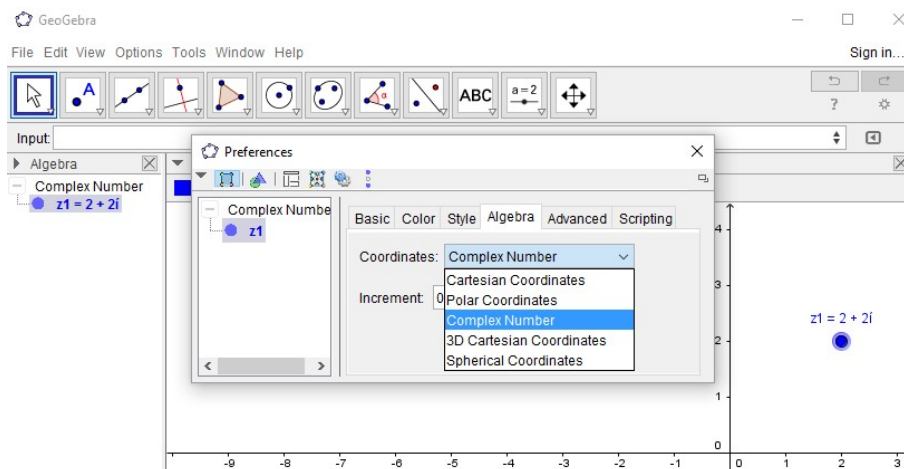 GeoGebra
File Edit View Options Tools Window Help Sign in...
A α ABC a=2 ?
Input:
Algebra
Complex Number
z1 = 2 + 2í
Preferences
Complex Numbe
z1
Basic Color Style Algebra Advanced Scripting
Coordinates: Complex Number
Cartesian Coordinates
Increment: 0 Polar Coordinates
Complex Number
3D Cartesian Coordinates
Spherical Coordinates
4
3
z1 = 2 + 2í
2
1
0
-9 -8 -7 -6 -5 -4 -3 -2 -1 0 1 2 3